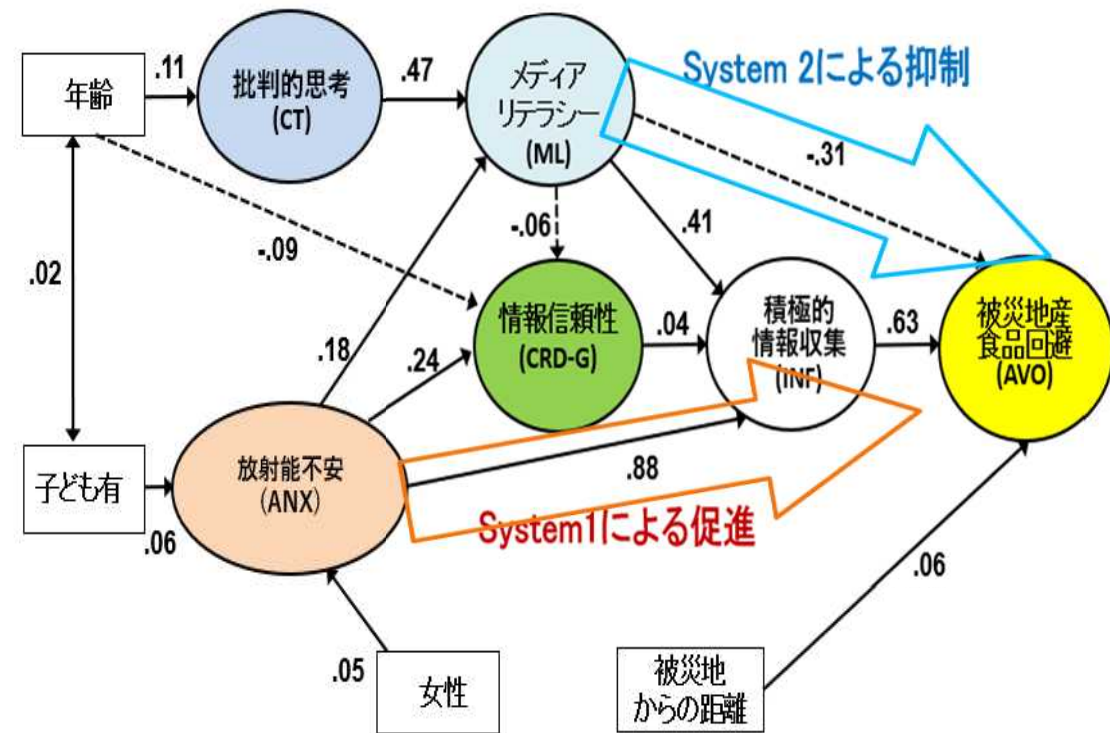 年齢
.11
批判的思考
(CT)
.47
メディア
リテラシー
(ML)
System 2による抑制
-.31
-.06
.41
-.09
.02
情報信頼性
(CRD-G)
.04
積極的
情報収集
(INF)
.63
被災地産
食品回避
(AVO)
.18
.24
子ども有
.06
放射能不安
(ANX)
.88
System1による促進
.06
.05
女性
被災地
からの距離